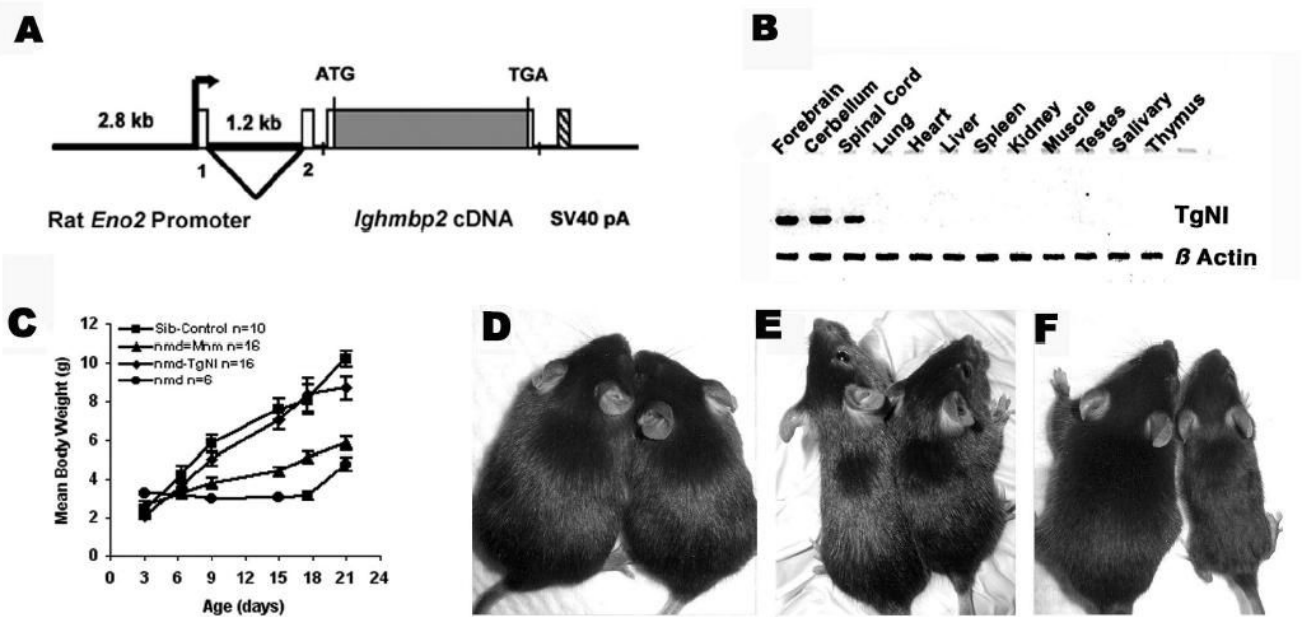 A
ATG
TGA
2.8 kb
1.2 kb
1
2
Rat Eno2 Promoter
Ighmbp2 cDNA
SV40 pA
B
Forebrain
Cerbellum
Spinal Cord
Lung
Heart
Liver
Spleen
Kidney
Muscle
Testes
Salivary
Thymus
TgNI
β Actin
C
Mean Body Weight (g)
12
10
8
6
4
2
0
Sib-Control n=10
nmd=Mnm n=16
nmd-TgNI n=16
nmd n=6
0 3 6 9 12 15 18 21 24
Age (days)
D
E
F